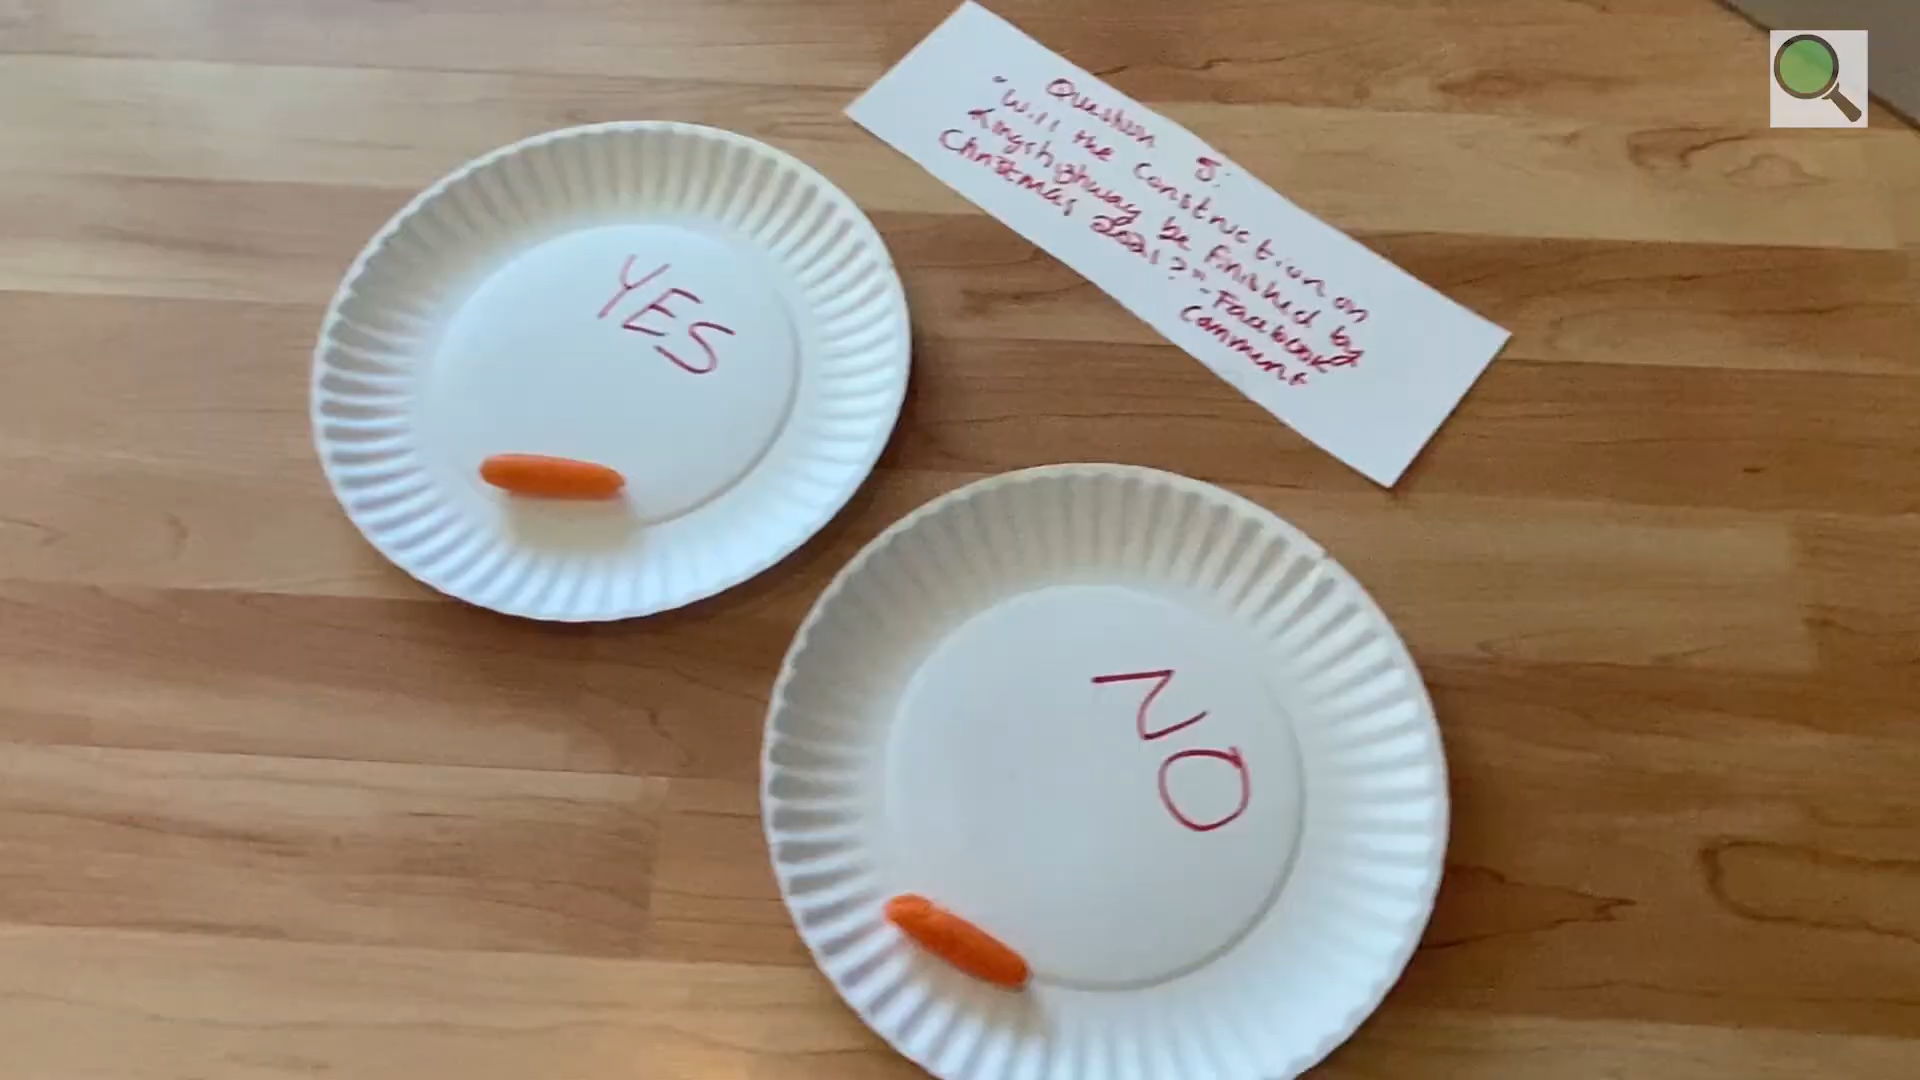 Question 5:
"Will the construction on
Kingshighway be finished by
Christmas 2021?" -Facebook
Comment
YES
NO